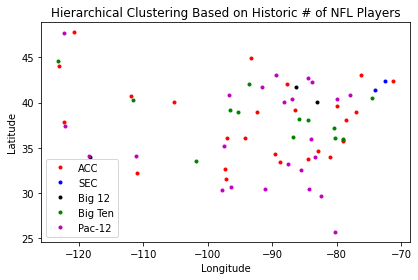 Hierarchical Clustering Based on Historic # of NFL Players
Latitude
45
40
35
30
25
ACC
SEC
Big 12
Big Ten
Pac-12
−120
−110
−100
−90
−80
−70
Longitude